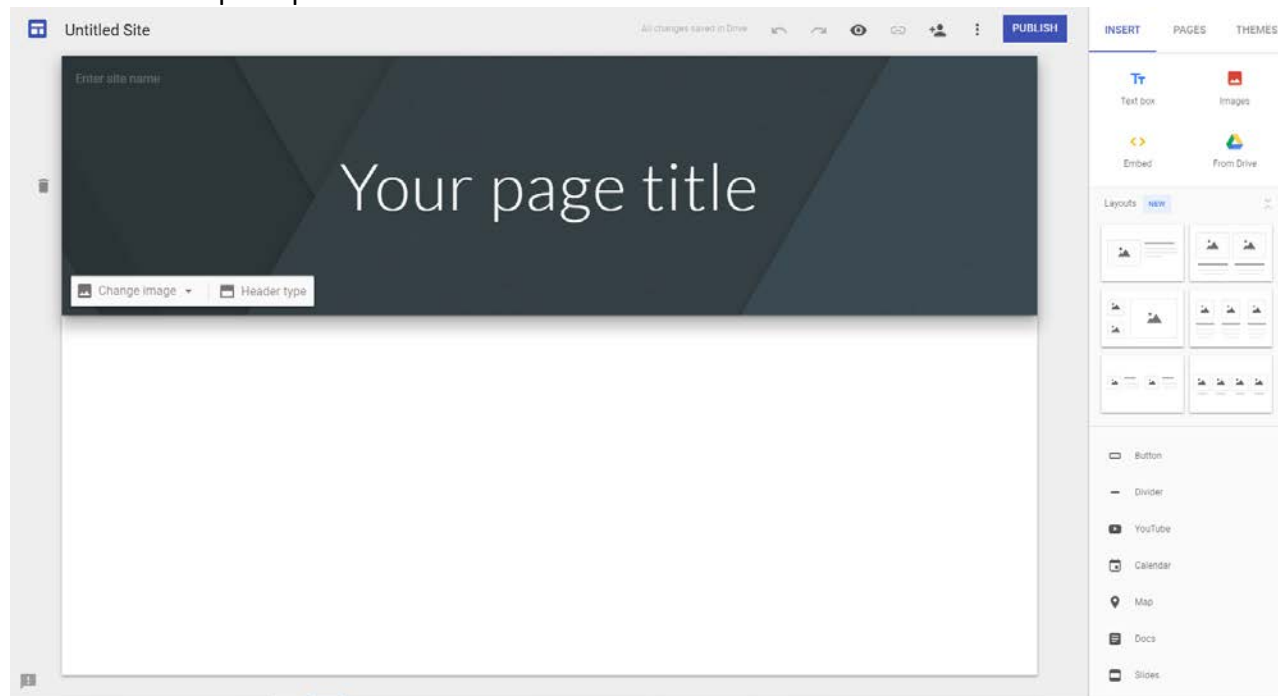 Untitled Site
All changes saved in Drive
PUBLISH
INSERT PAGES THEMES
Enter site name
Your page title
Change image
Header type
Text box
Images
Embed
From Drive
Layouts NEW
Button
Divider
YouTube
Calendar
Map
Docs
Slides